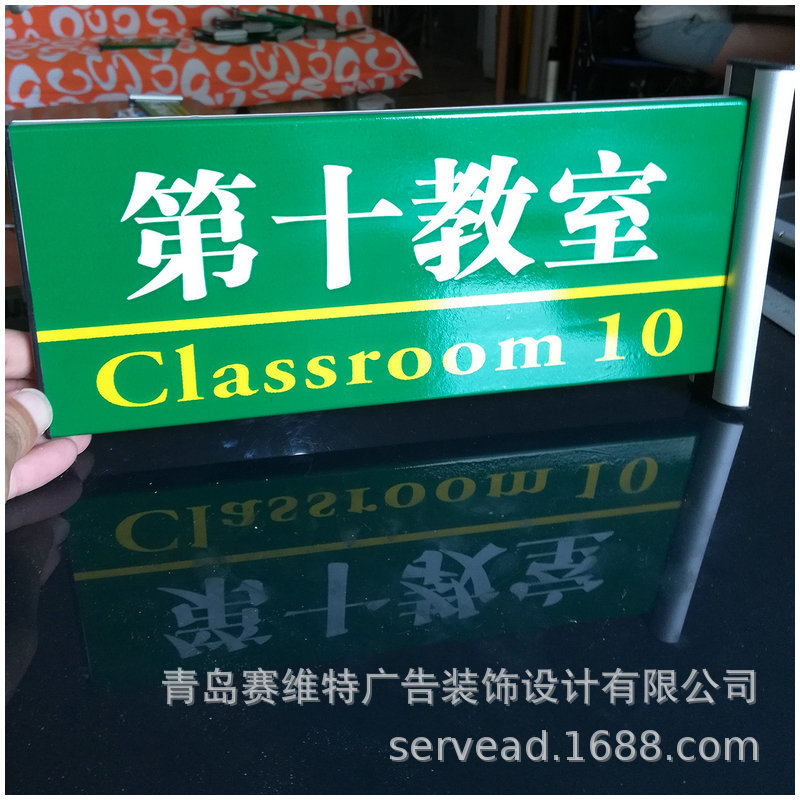 第十教室
Classroom 10
青岛赛维特广告装饰设计有限公司
servead.1688.com